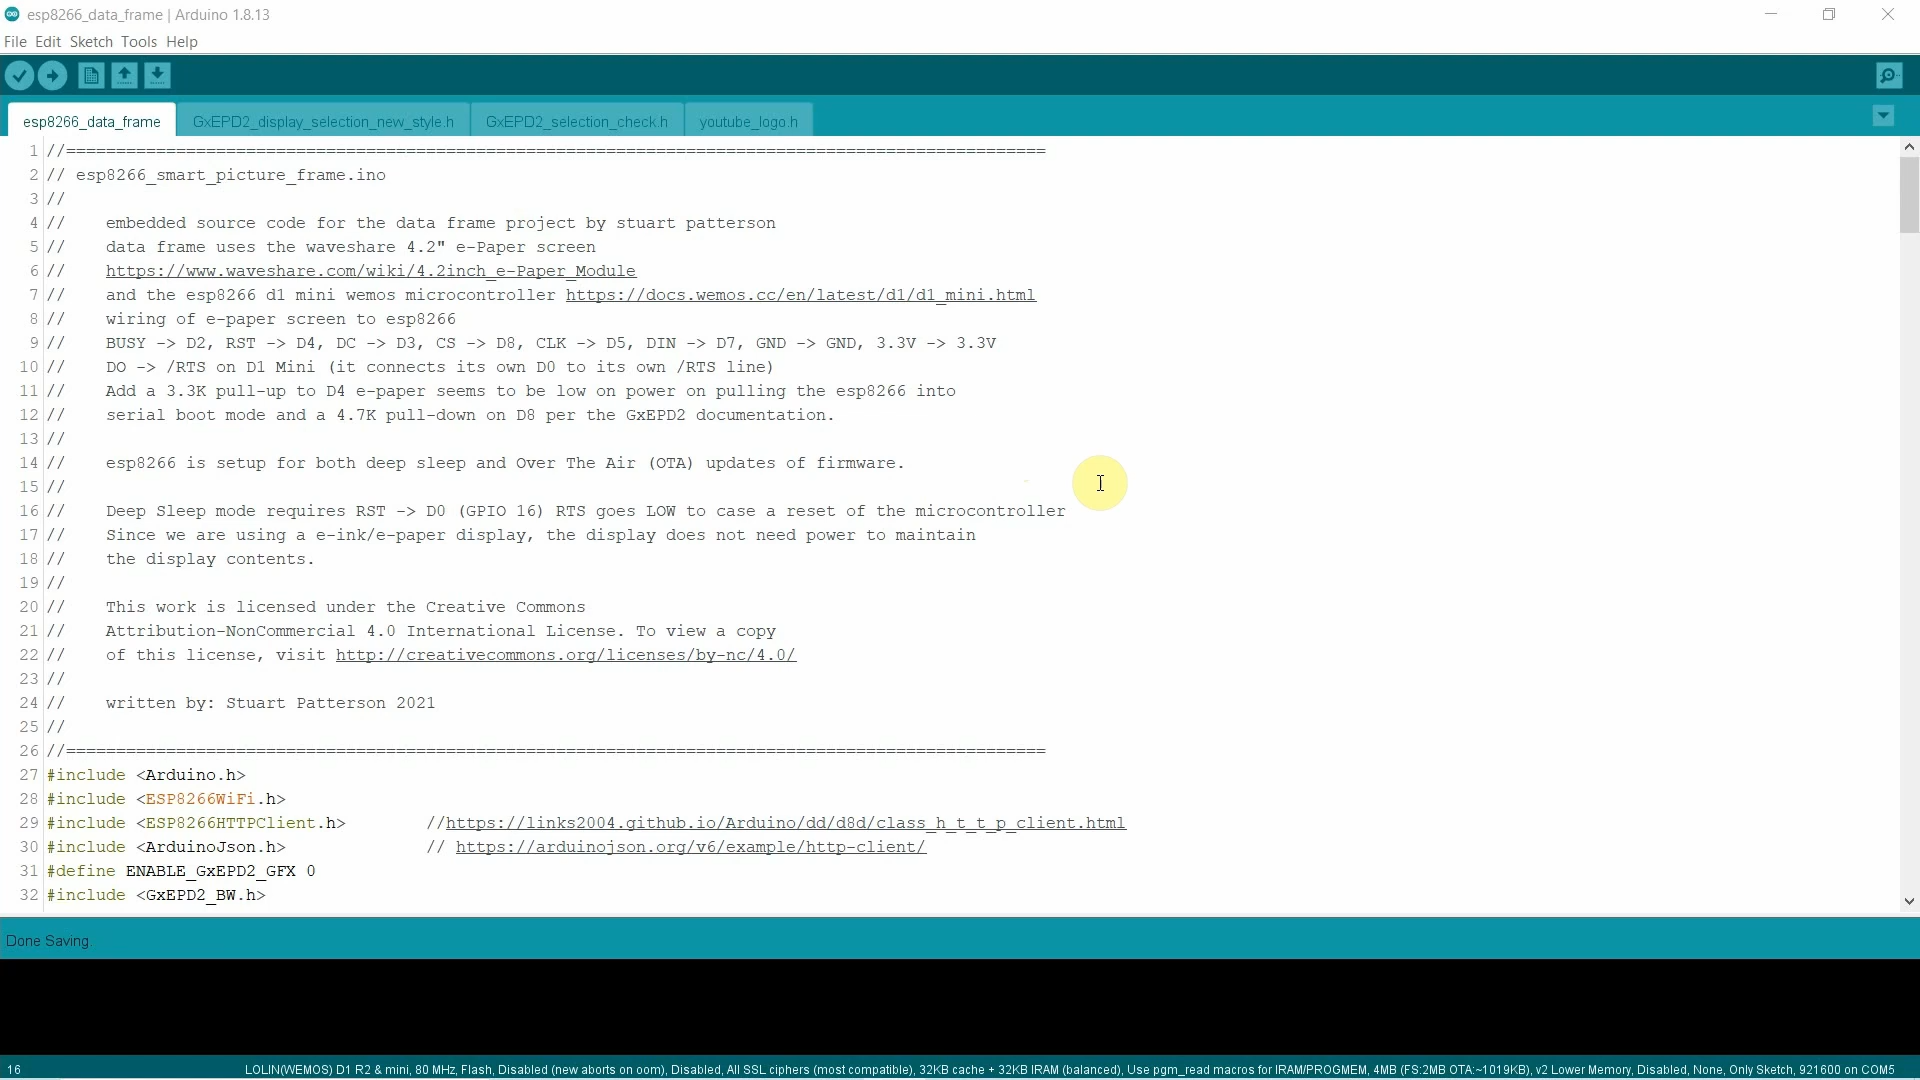 esp8266_data_frame | Arduino 1.8.13
File Edit Sketch Tools Help
esp8266_data_frame GxEPD2_display_selection_new_style.h GxEPD2_selection_check.h youtube_logo.h
1 //==================================================================================================
2 // esp8266_smart_picture_frame.ino
3 //
4 //    embedded source code for the data frame project by stuart patterson
5 //    data frame uses the waveshare 4.2" e-Paper screen
6 //    https://www.waveshare.com/wiki/4.2inch_e-Paper_Module
7 //    and the esp8266 d1 mini wemos microcontroller https://docs.wemos.cc/en/latest/d1/d1_mini.html
8 //    wiring of e-paper screen to esp8266
9 //    BUSY -> D2, RST -> D4, DC -> D3, CS -> D8, CLK -> D5, DIN -> D7, GND -> GND, 3.3V -> 3.3V
10 //    DO -> /RTS on D1 Mini (it connects its own D0 to its own /RTS line)
11 //    Add a 3.3K pull-up to D4 e-paper seems to be low on power on pulling the esp8266 into
12 //    serial boot mode and a 4.7K pull-down on D8 per the GxEPD2 documentation.
13 //
14 //    esp8266 is setup for both deep sleep and Over The Air (OTA) updates of firmware.
15 //
16 //    Deep Sleep mode requires RST -> D0 (GPIO 16) RTS goes LOW to case a reset of the microcontroller
17 //    Since we are using a e-ink/e-paper display, the display does not need power to maintain
18 //    the display contents.
19 //
20 //    This work is licensed under the Creative Commons
21 //    Attribution-NonCommercial 4.0 International License. To view a copy
22 //    of this license, visit http://creativecommons.org/licenses/by-nc/4.0/
23 //
24 //    written by: Stuart Patterson 2021
25 //
26 //==================================================================================================
27 #include <Arduino.h>
28 #include <ESP8266WiFi.h>
29 #include <ESP8266HTTPClient.h>        //https://links2004.github.io/Arduino/dd/d8d/class_h_t_t_p_client.html
30 #include <ArduinoJson.h>              // https://arduinojson.org/v6/example/http-client/
31 #define ENABLE_GxEPD2_GFX 0
32 #include <GxEPD2_BW.h>
Done Saving.
16 LOLIN(WEMOS) D1 R2 & mini, 80 MHz, Flash, Disabled (new aborts on oom), Disabled, All SSL ciphers (most compatible), 32KB cache + 32KB IRAM (balanced), Use pgm_read macros for IRAM/PROGMEM, 4MB (FS:2MB OTA:~1019KB), v2 Lower Memory, Disabled, None, Only Sketch, 921600 on COM5